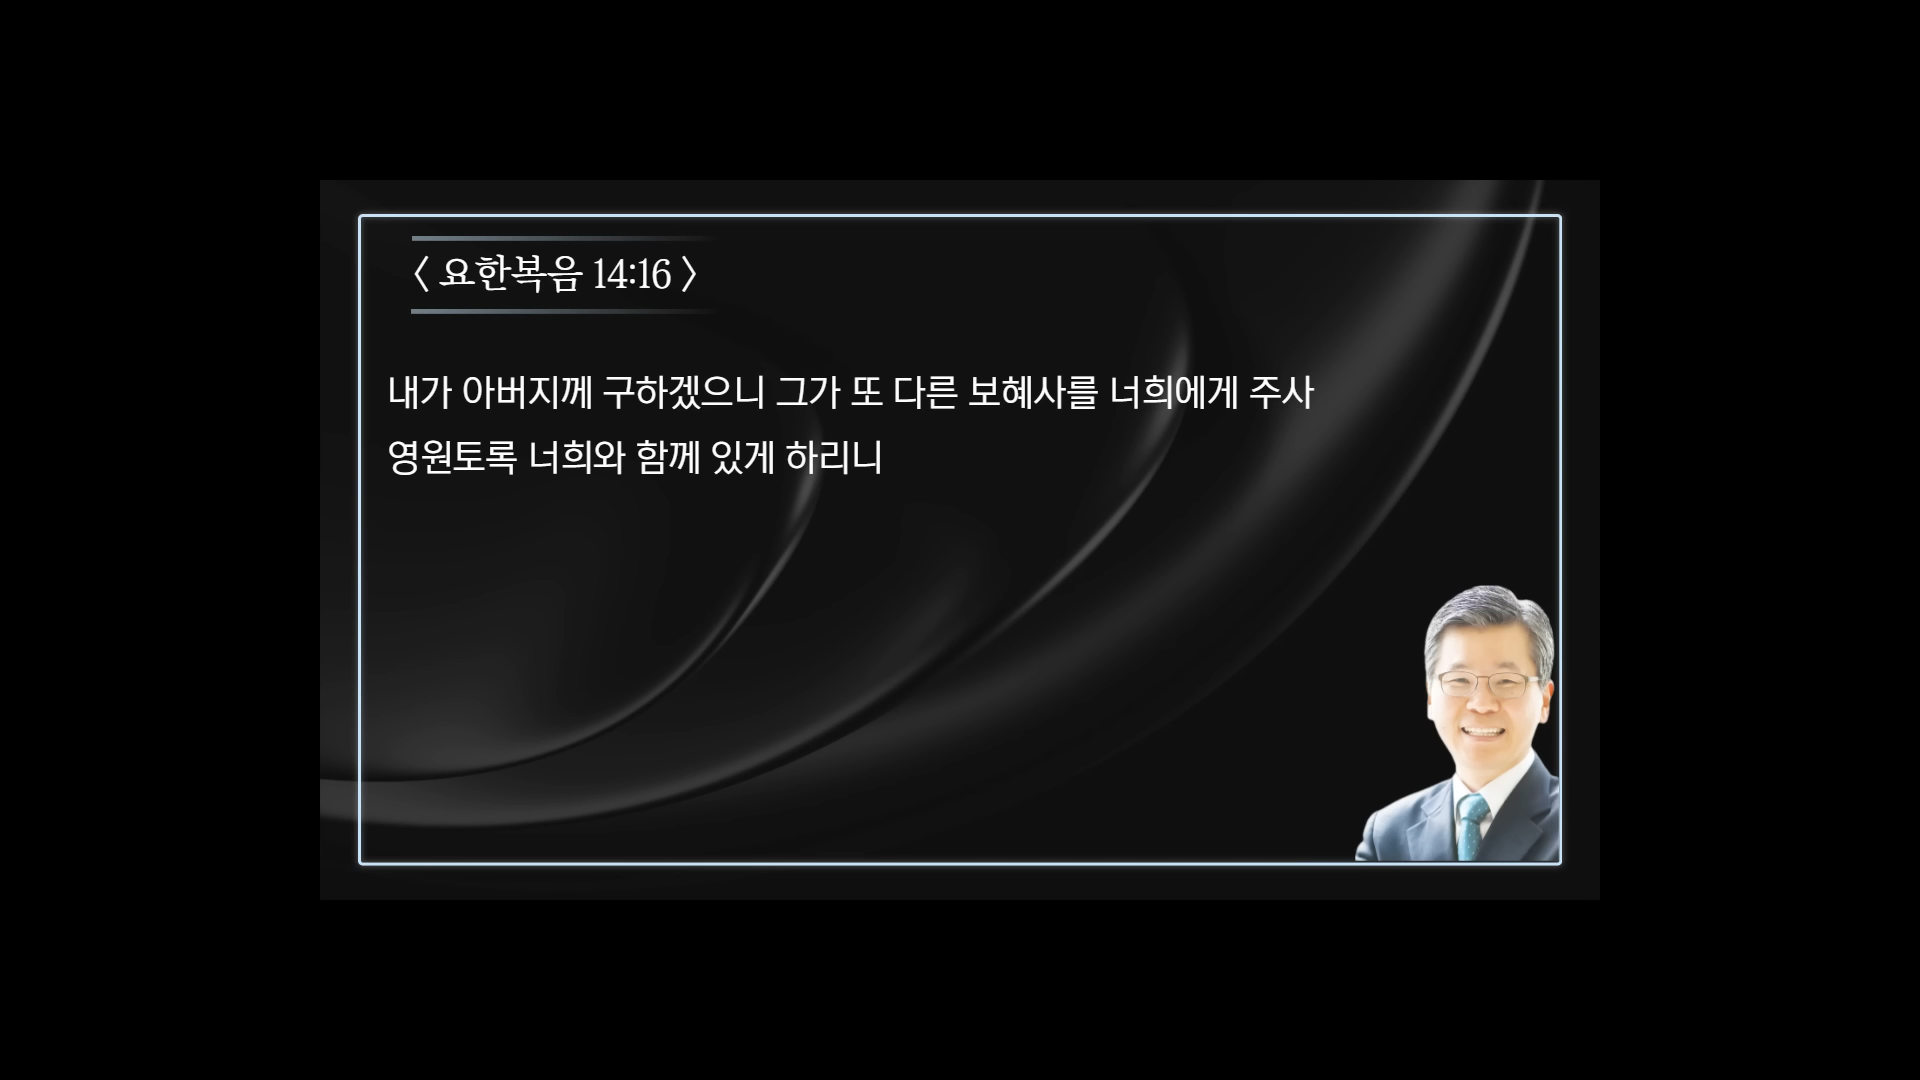 〈 요한복음 14:16 〉
내가 아버지께 구하겠으니 그가 또 다른 보혜사를 너희에게 주사
영원토록 너희와 함께 있게 하리니